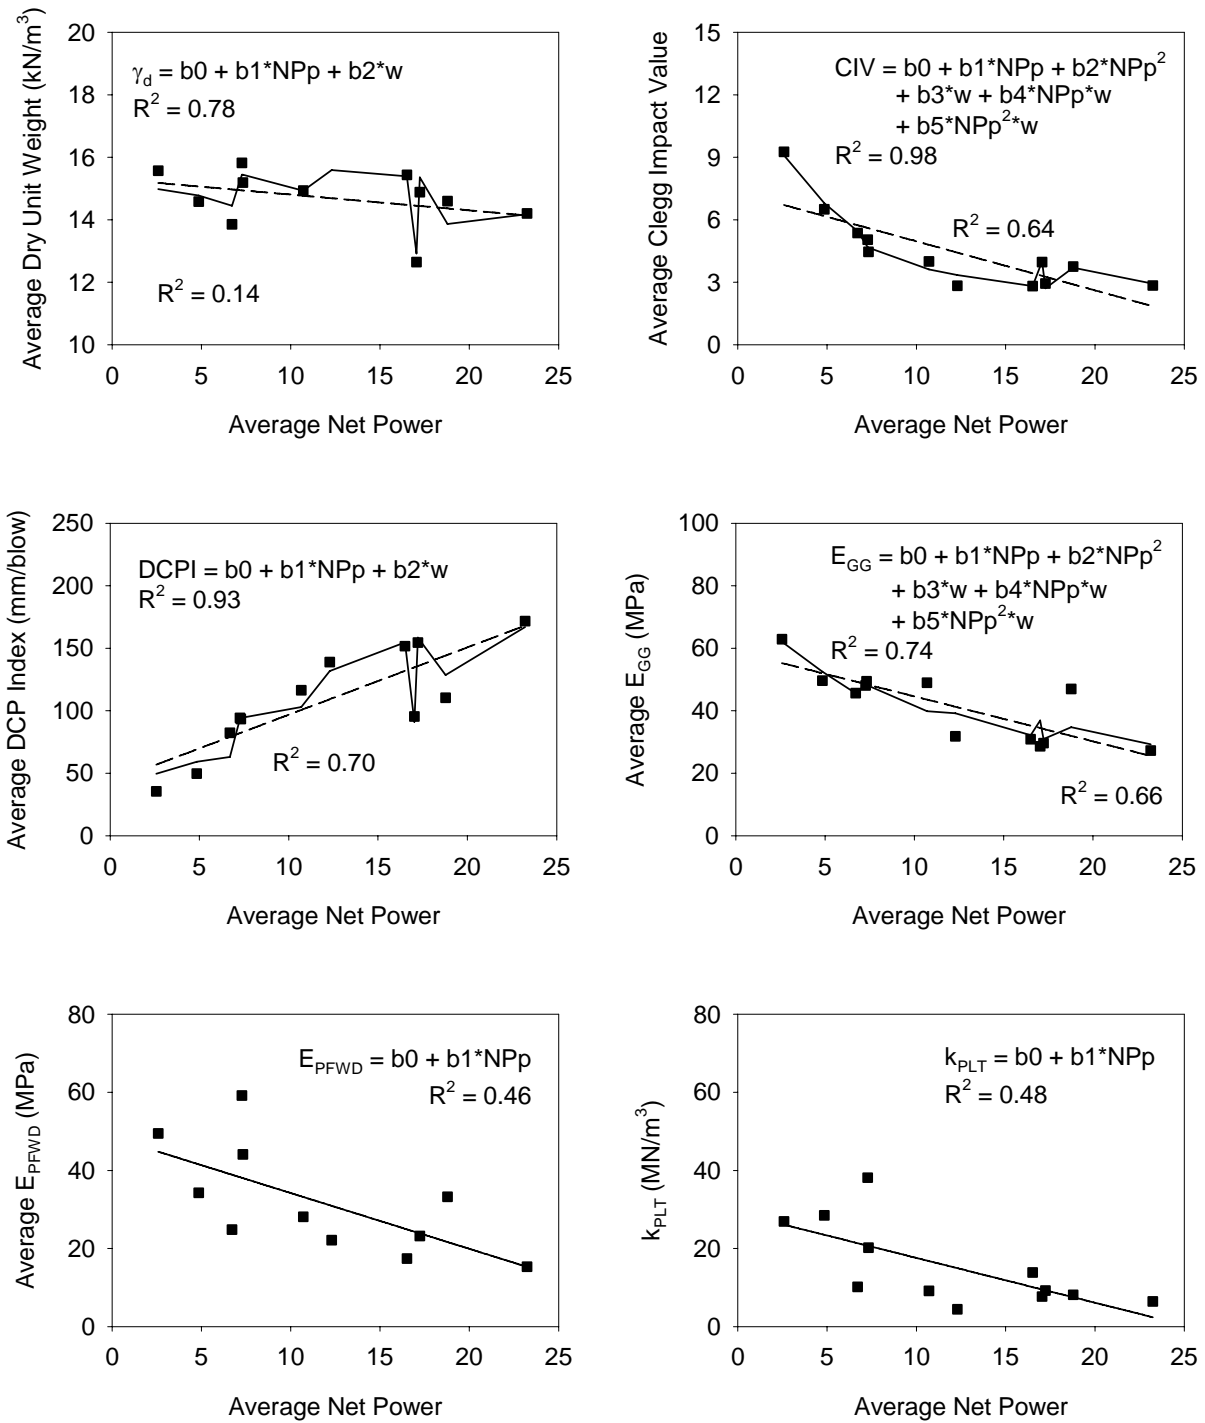 Average Dry Unit Weight (kN/m³)
20
18
16
14
12
10
γd = b0 + b1*NPp + b2*w
R² = 0.78
R² = 0.14
0 5 10 15 20 25
Average Net Power
Average Clegg Impact Value
15
12
9
6
3
0
CIV = b0 + b1*NPp + b2*NPp²
+ b3*w + b4*NPp*w
+ b5*NPp²*w
R² = 0.98
R² = 0.64
0 5 10 15 20 25
Average Net Power
Average DCP Index (mm/blow)
250
200
150
100
50
0
DCPI = b0 + b1*NPp + b2*w
R² = 0.93
R² = 0.70
0 5 10 15 20 25
Average Net Power
Average EGG (MPa)
100
80
60
40
20
0
EGG = b0 + b1*NPp + b2*NPp²
+ b3*w + b4*NPp*w
+ b5*NPp²*w
R² = 0.74
R² = 0.66
0 5 10 15 20 25
Average Net Power
Average EPFWD (MPa)
80
60
40
20
0
EPFWD = b0 + b1*NPp
R² = 0.46
0 5 10 15 20 25
Average Net Power
kPLT (MN/m³)
80
60
40
20
0
kPLT = b0 + b1*NPp
R² = 0.48
0 5 10 15 20 25
Average Net Power